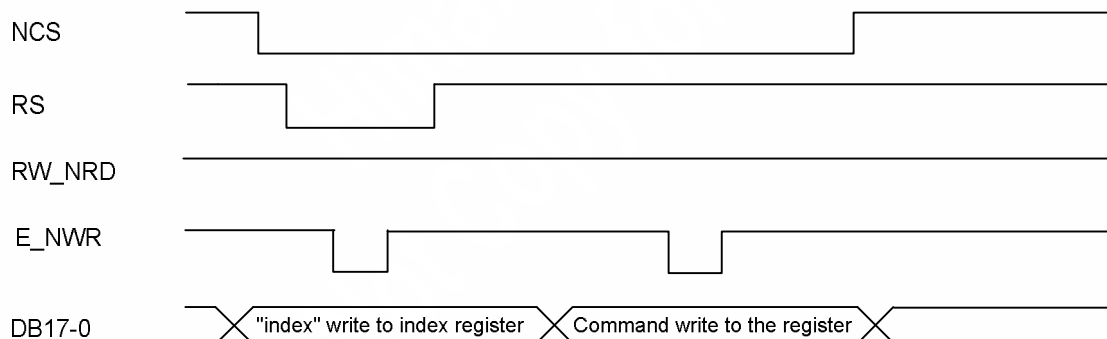 NCS
RS
RW_NRD
E_NWR
DB17-0 "index" write to index register Command write to the register